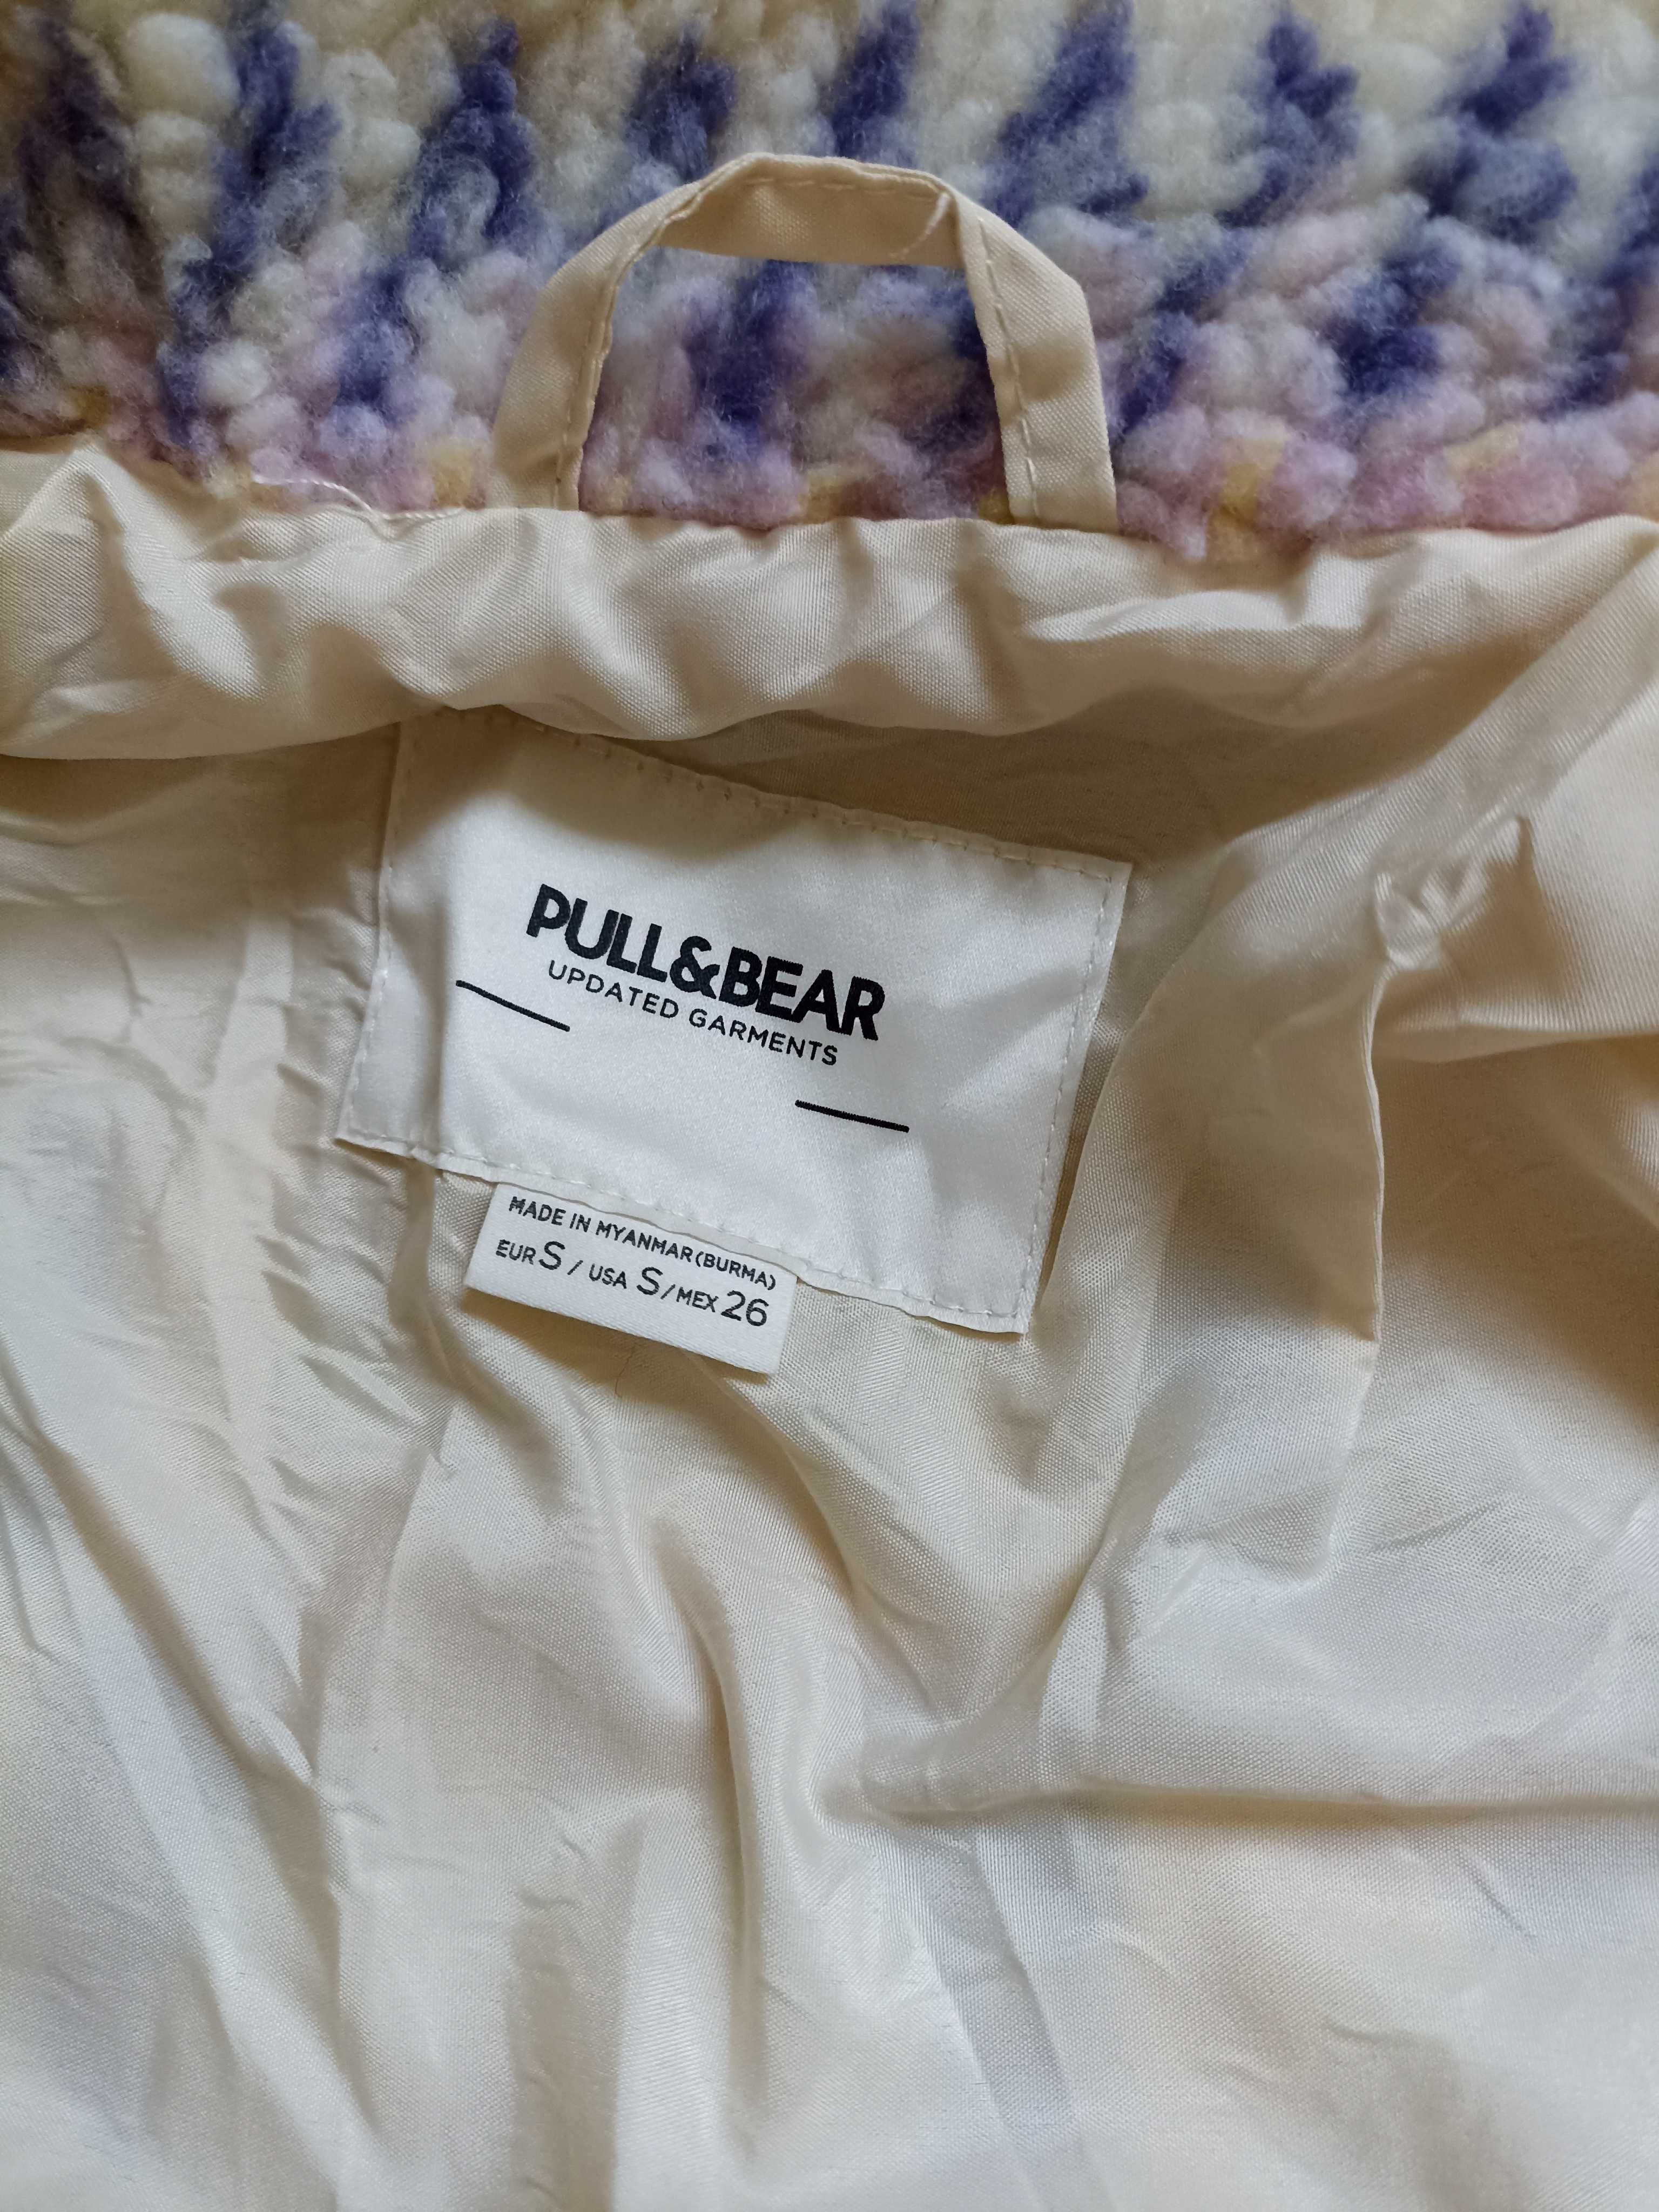 PULL&BEAR
UPDATED GARMENTS
MADE IN MYANMAR(BURMA)
EUR S / USA S/MEX 26